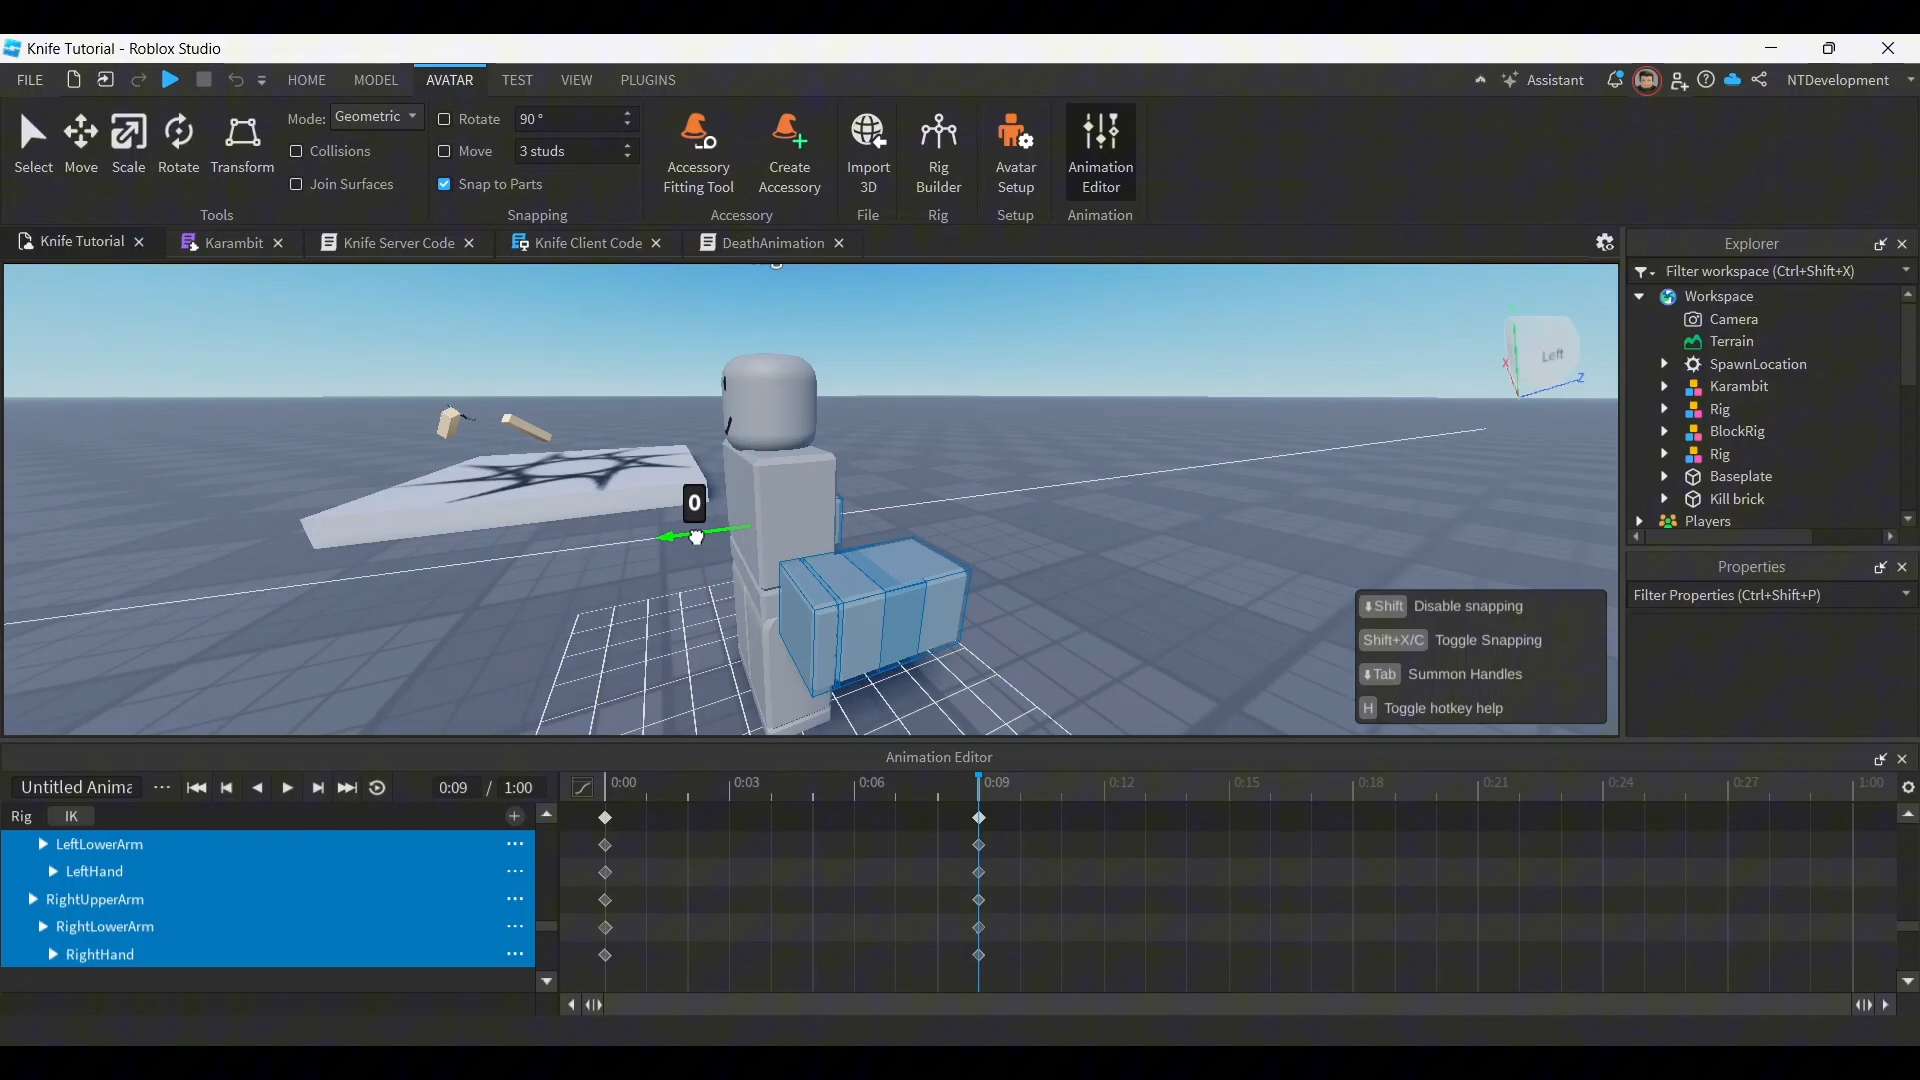 Knife Tutorial - Roblox Studio
FILE HOME MODEL AVATAR TEST VIEW PLUGINS Assistant NTDevelopment
Select Move Scale Rotate Transform
Mode: Geometric
Collisions
Join Surfaces
Tools
Rotate 90 °
Move 3 studs
Snap to Parts
Snapping
Accessory Fitting Tool
Create Accessory
Accessory
Import 3D
File
Rig Builder
Rig
Avatar Setup
Setup
Animation Editor
Animation
Knife Tutorial Karambit Knife Server Code Knife Client Code DeathAnimation
Explorer
Filter workspace (Ctrl+Shift+X)
Workspace
Camera
Terrain
SpawnLocation
Karambit
Rig
BlockRig
Rig
Baseplate
Kill brick
Players
Properties
Filter Properties (Ctrl+Shift+P)
Left
X
Z
0
Shift Disable snapping
Shift+X/C Toggle Snapping
Tab Summon Handles
H Toggle hotkey help
Animation Editor
Untitled Anima 0:09 / 1:00
0:00 0:03 0:06 0:09 0:12 0:15 0:18 0:21 0:24 0:27 1:00
Rig IK
LeftLowerArm
LeftHand
RightUpperArm
RightLowerArm
RightHand